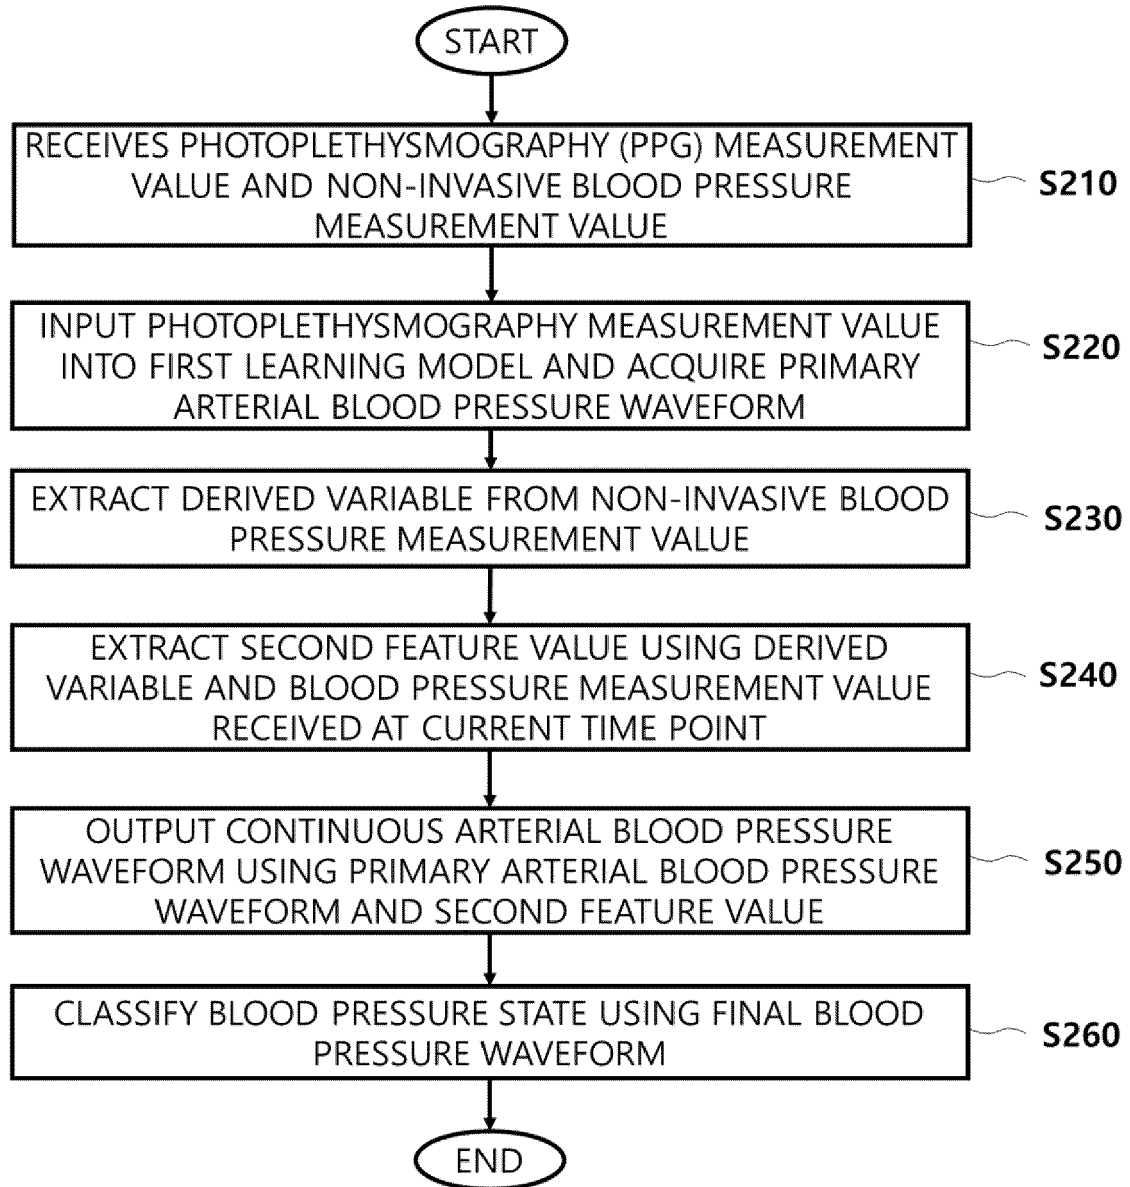 START
RECEIVES PHOTOPLETHYSMOGRAPHY (PPG) MEASUREMENT
VALUE AND NON-INVASIVE BLOOD PRESSURE
MEASUREMENT VALUE
S210
INPUT PHOTOPLETHYSMOGRAPHY MEASUREMENT VALUE
INTO FIRST LEARNING MODEL AND ACQUIRE PRIMARY
ARTERIAL BLOOD PRESSURE WAVEFORM
S220
EXTRACT DERIVED VARIABLE FROM NON-INVASIVE BLOOD
PRESSURE MEASUREMENT VALUE
S230
EXTRACT SECOND FEATURE VALUE USING DERIVED
VARIABLE AND BLOOD PRESSURE MEASUREMENT VALUE
RECEIVED AT CURRENT TIME POINT
S240
OUTPUT CONTINUOUS ARTERIAL BLOOD PRESSURE
WAVEFORM USING PRIMARY ARTERIAL BLOOD PRESSURE
WAVEFORM AND SECOND FEATURE VALUE
S250
CLASSIFY BLOOD PRESSURE STATE USING FINAL BLOOD
PRESSURE WAVEFORM
S260
END